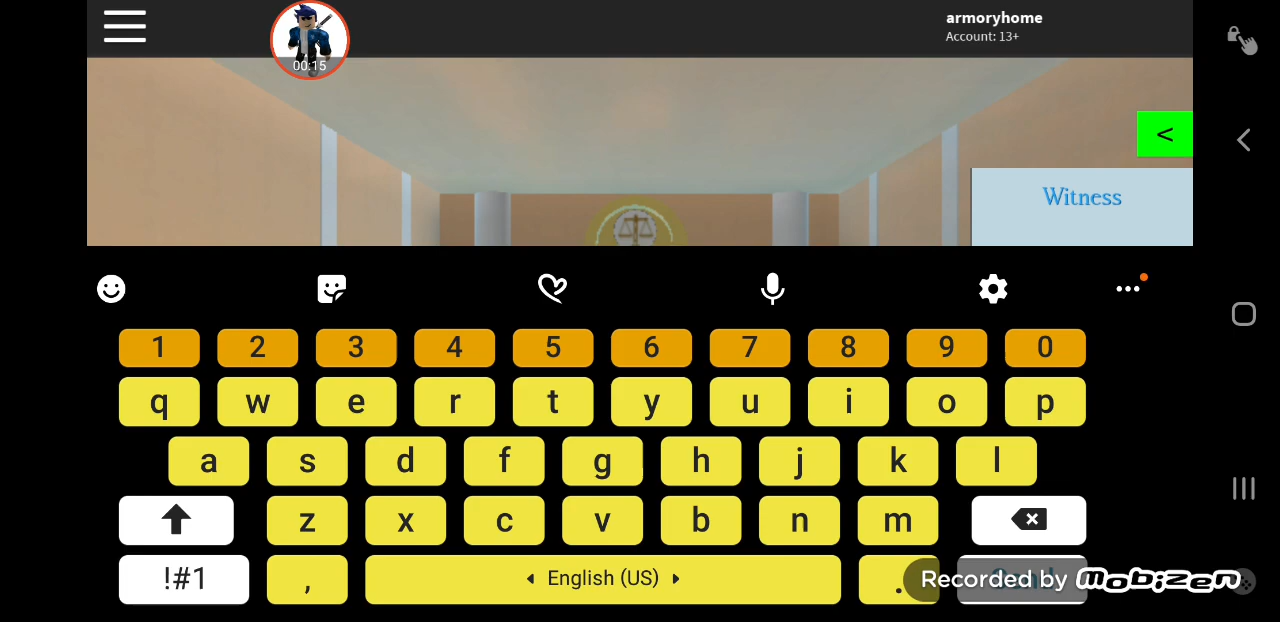 armoryhome
Account: 13+
00:15
<
Witness
1 2 3 4 5 6 7 8 9 0
q w e r t y u i o p
a s d f g h j k l
z x c v b n m
!#1 , English (US) .
Recorded by mobizen